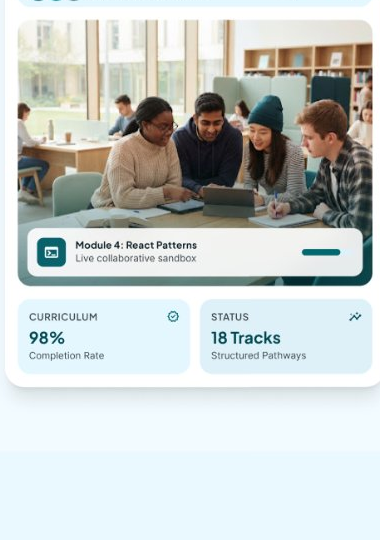 Module 4: React Patterns
Live collaborative sandbox
CURRICULUM
98%
Completion Rate
STATUS
18 Tracks
Structured Pathways